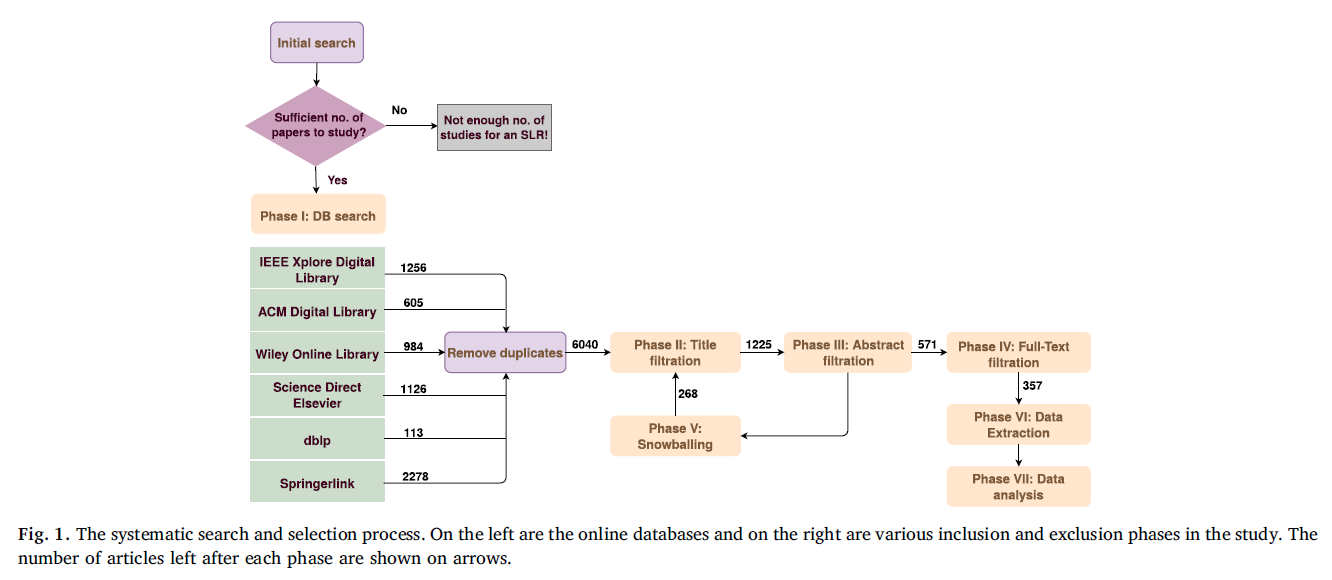 Initial search
Sufficient no. of
papers to study?
No
Not enough no. of
studies for an SLR!
Yes
Phase I: DB search
IEEE Xplore Digital
Library
1256
ACM Digital Library
605
Wiley Online Library
984
Science Direct
Elsevier
1126
dblp
113
Springerlink
2278
Remove duplicates
6040
Phase II: Title
filtration
1225
Phase III: Abstract
filtration
571
Phase IV: Full-Text
filtration
268
357
Phase V:
Snowballing
Phase VI: Data
Extraction
Phase VII: Data
analysis
Fig. 1. The systematic search and selection process. On the left are the online databases and on the right are various inclusion and exclusion phases in the study. The
number of articles left after each phase are shown on arrows.